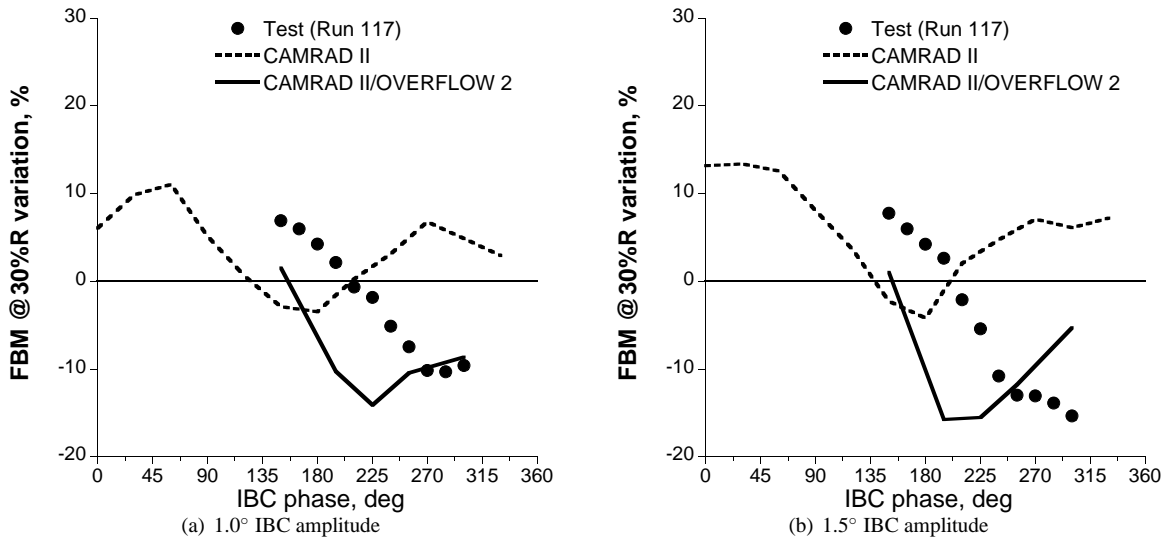 FBM @30%R variation, %
30
20
10
0
-10
-20
Test (Run 117)
CAMRAD II
CAMRAD II/OVERFLOW 2
0 45 90 135 180 225 270 315 360
IBC phase, deg
(a) 1.0° IBC amplitude
FBM @30%R variation, %
30
20
10
0
-10
-20
Test (Run 117)
CAMRAD II
CAMRAD II/OVERFLOW 2
0 45 90 135 180 225 270 315 360
IBC phase, deg
(b) 1.5° IBC amplitude